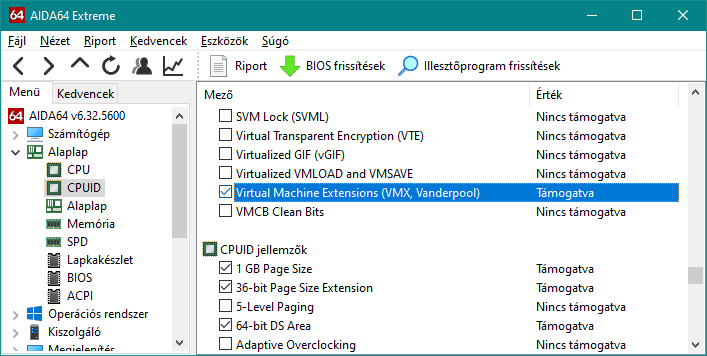 64 AIDA64 Extreme
Fájl Nézet Riport Kedvencek Eszközök Súgó
Riport BIOS frissítések Illesztőprogram frissítések
Menü Kedvencek
64 AIDA64 v6.32.5600
Számítógép
Alaplap
CPU
CPUID
Alaplap
Memória
SPD
Lapkakészlet
BIOS
ACPI
Operációs rendszer
Kiszolgáló
Megjelenítés
Mező Érték
SVM Lock (SVML) Nincs támogatva
Virtual Transparent Encryption (VTE) Nincs támogatva
Virtualized GIF (vGIF) Nincs támogatva
Virtualized VMLOAD and VMSAVE Nincs támogatva
Virtual Machine Extensions (VMX, Vanderpool) Támogatva
VMCB Clean Bits Nincs támogatva
CPUID jellemzők
1 GB Page Size Támogatva
36-bit Page Size Extension Támogatva
5-Level Paging Nincs támogatva
64-bit DS Area Támogatva
Adaptive Overclocking Nincs támogatva